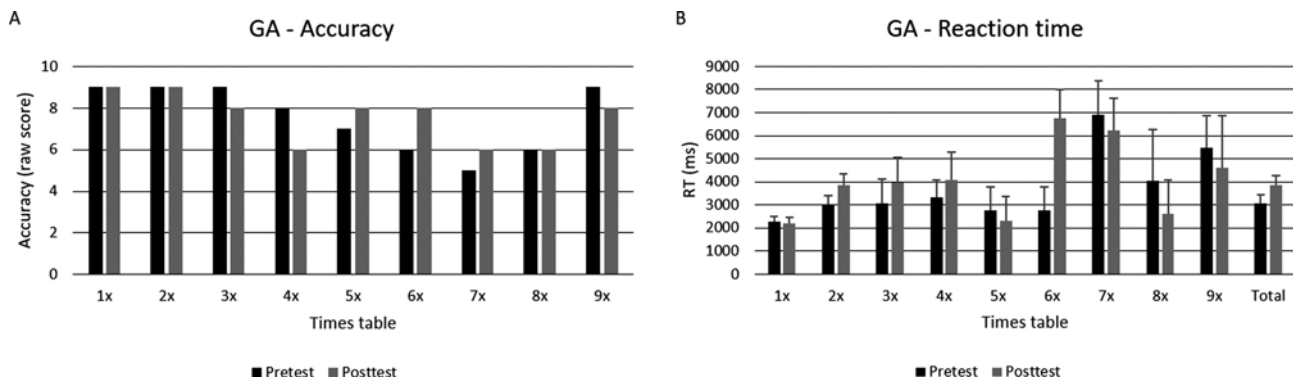 A
GA - Accuracy
Accuracy (raw score)
10
8
6
4
2
0
1x 2x 3x 4x 5x 6x 7x 8x 9x
Times table
Pretest Posttest
B
GA - Reaction time
RT (ms)
9000
8000
7000
6000
5000
4000
3000
2000
1000
0
1x 2x 3x 4x 5x 6x 7x 8x 9x Total
Times table
Pretest Posttest